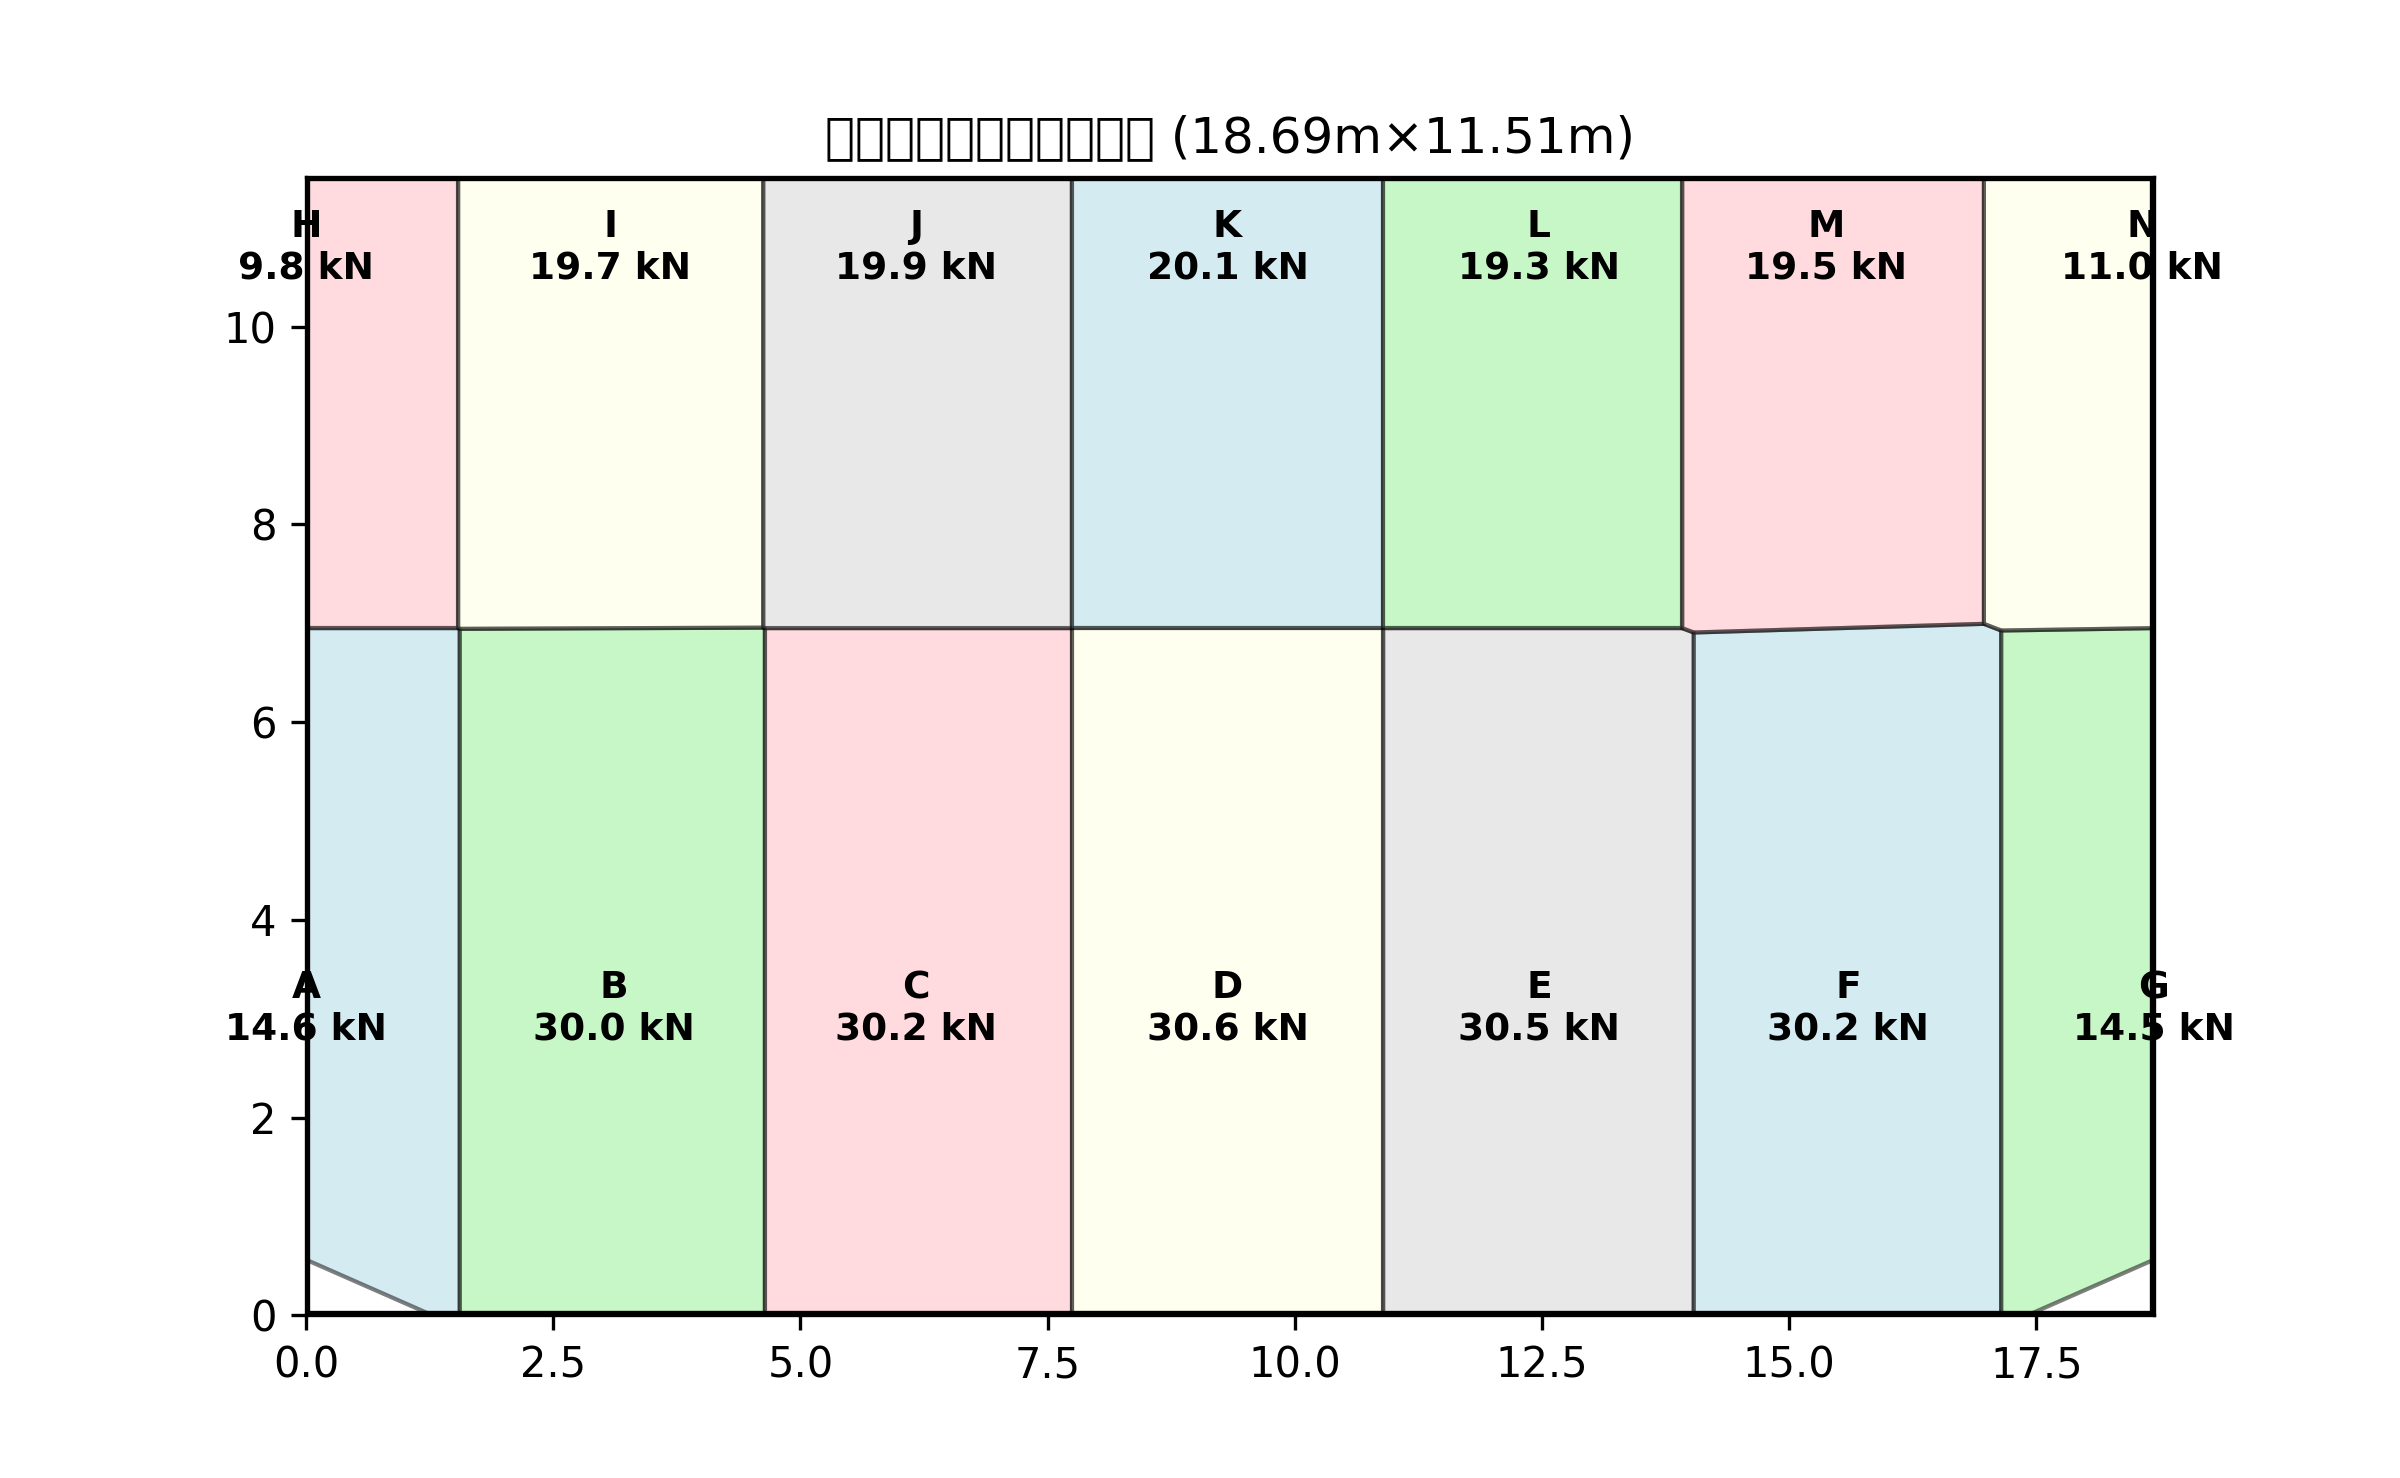 □□□□□□□□□□□ (18.69m×11.51m)
H
9.8 kN
I
19.7 kN
J
19.9 kN
K
20.1 kN
L
19.3 kN
M
19.5 kN
N
11.0 kN
10
8
6
4
2
0
A
14.6 kN
B
30.0 kN
C
30.2 kN
D
30.6 kN
E
30.5 kN
F
30.2 kN
G
14.5 kN
0.0
2.5
5.0
7.5
10.0
12.5
15.0
17.5